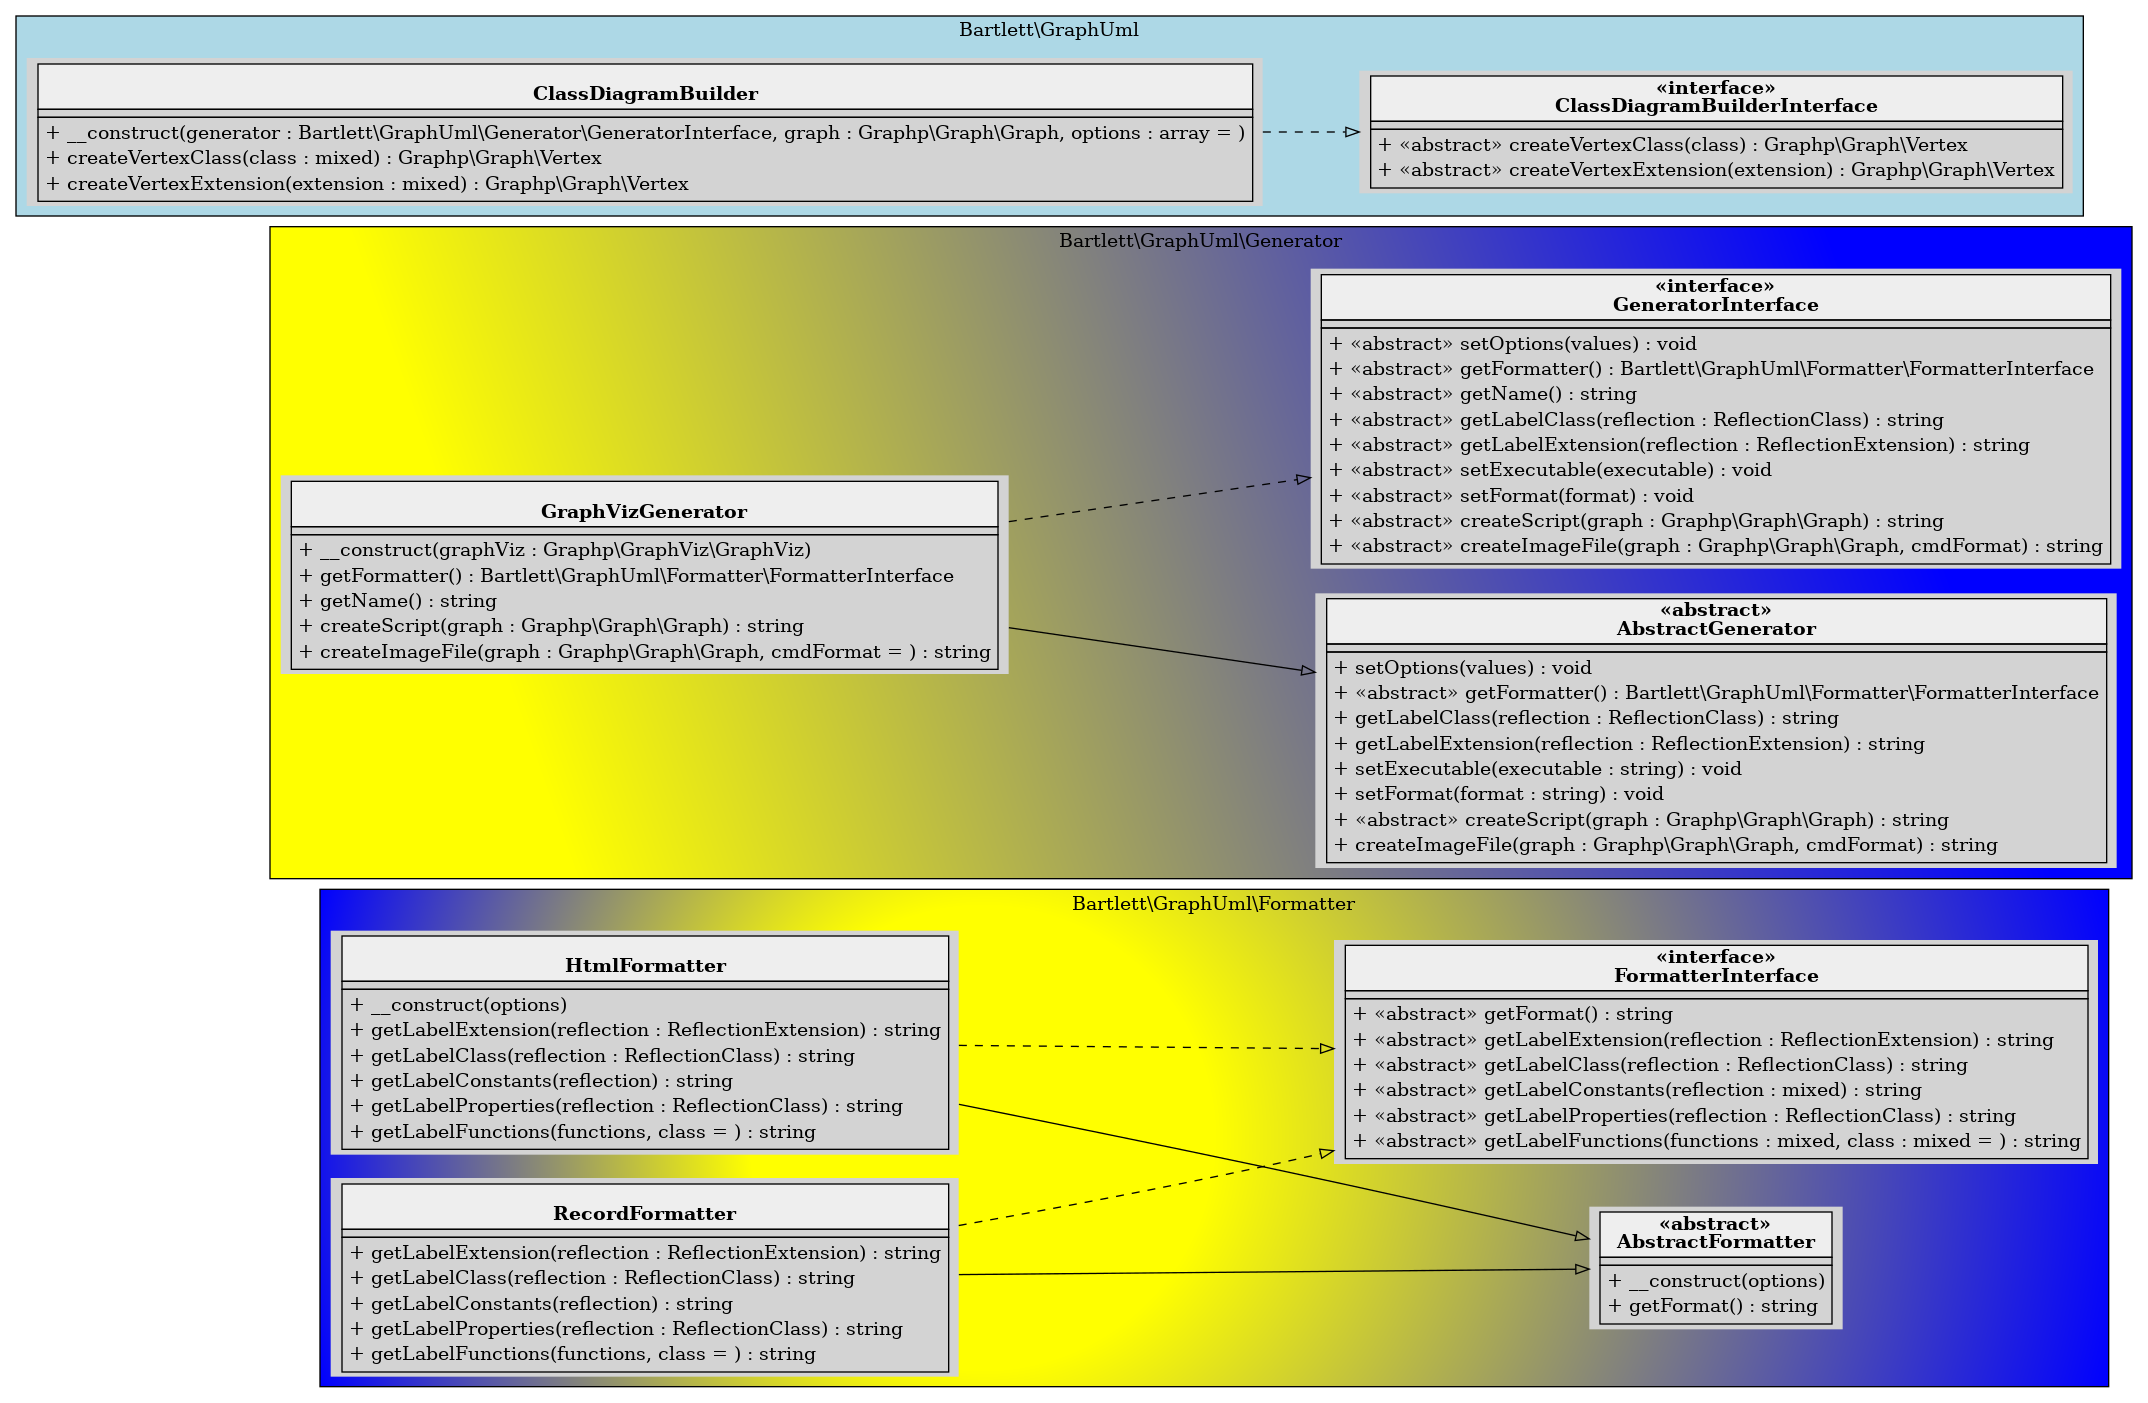 Bartlett\GraphUml
ClassDiagramBuilder
+ __construct(generator : Bartlett\GraphUml\Generator\GeneratorInterface, graph : Graphp\Graph\Graph, options : array = )
+ createVertexClass(class : mixed) : Graphp\Graph\Vertex
+ createVertexExtension(extension : mixed) : Graphp\Graph\Vertex
«interface»
ClassDiagramBuilderInterface
+ «abstract» createVertexClass(class) : Graphp\Graph\Vertex
+ «abstract» createVertexExtension(extension) : Graphp\Graph\Vertex
Bartlett\GraphUml\Generator
GraphVizGenerator
+ __construct(graphViz : Graphp\GraphViz\GraphViz)
+ getFormatter() : Bartlett\GraphUml\Formatter\FormatterInterface
+ getName() : string
+ createScript(graph : Graphp\Graph\Graph) : string
+ createImageFile(graph : Graphp\Graph\Graph, cmdFormat = ) : string
«interface»
GeneratorInterface
+ «abstract» setOptions(values) : void
+ «abstract» getFormatter() : Bartlett\GraphUml\Formatter\FormatterInterface
+ «abstract» getName() : string
+ «abstract» getLabelClass(reflection : ReflectionClass) : string
+ «abstract» getLabelExtension(reflection : ReflectionExtension) : string
+ «abstract» setExecutable(executable) : void
+ «abstract» setFormat(format) : void
+ «abstract» createScript(graph : Graphp\Graph\Graph) : string
+ «abstract» createImageFile(graph : Graphp\Graph\Graph, cmdFormat) : string
«abstract»
AbstractGenerator
+ setOptions(values) : void
+ «abstract» getFormatter() : Bartlett\GraphUml\Formatter\FormatterInterface
+ getLabelClass(reflection : ReflectionClass) : string
+ getLabelExtension(reflection : ReflectionExtension) : string
+ setExecutable(executable : string) : void
+ setFormat(format : string) : void
+ «abstract» createScript(graph : Graphp\Graph\Graph) : string
+ createImageFile(graph : Graphp\Graph\Graph, cmdFormat) : string
Bartlett\GraphUml\Formatter
HtmlFormatter
+ __construct(options)
+ getLabelExtension(reflection : ReflectionExtension) : string
+ getLabelClass(reflection : ReflectionClass) : string
+ getLabelConstants(reflection) : string
+ getLabelProperties(reflection : ReflectionClass) : string
+ getLabelFunctions(functions, class = ) : string
«interface»
FormatterInterface
+ «abstract» getFormat() : string
+ «abstract» getLabelExtension(reflection : ReflectionExtension) : string
+ «abstract» getLabelClass(reflection : ReflectionClass) : string
+ «abstract» getLabelConstants(reflection : mixed) : string
+ «abstract» getLabelProperties(reflection : ReflectionClass) : string
+ «abstract» getLabelFunctions(functions : mixed, class : mixed = ) : string
RecordFormatter
+ getLabelExtension(reflection : ReflectionExtension) : string
+ getLabelClass(reflection : ReflectionClass) : string
+ getLabelConstants(reflection) : string
+ getLabelProperties(reflection : ReflectionClass) : string
+ getLabelFunctions(functions, class = ) : string
«abstract»
AbstractFormatter
+ __construct(options)
+ getFormat() : string